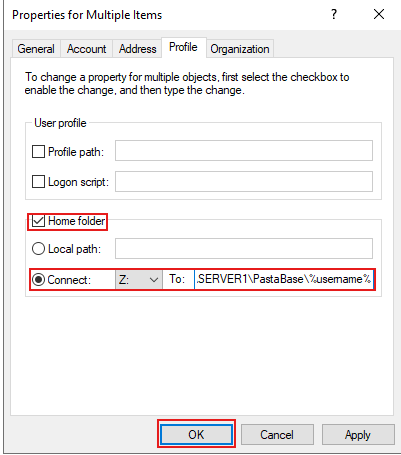 Properties for Multiple Items
? ×
General Account Address Profile Organization
To change a property for multiple objects, first select the checkbox to
enable the change, and then type the change.
User profile
Profile path:
Logon script:
Home folder
Local path:
Connect: Z: To: .SERVER1\PastaBase\%username%
OK Cancel Apply